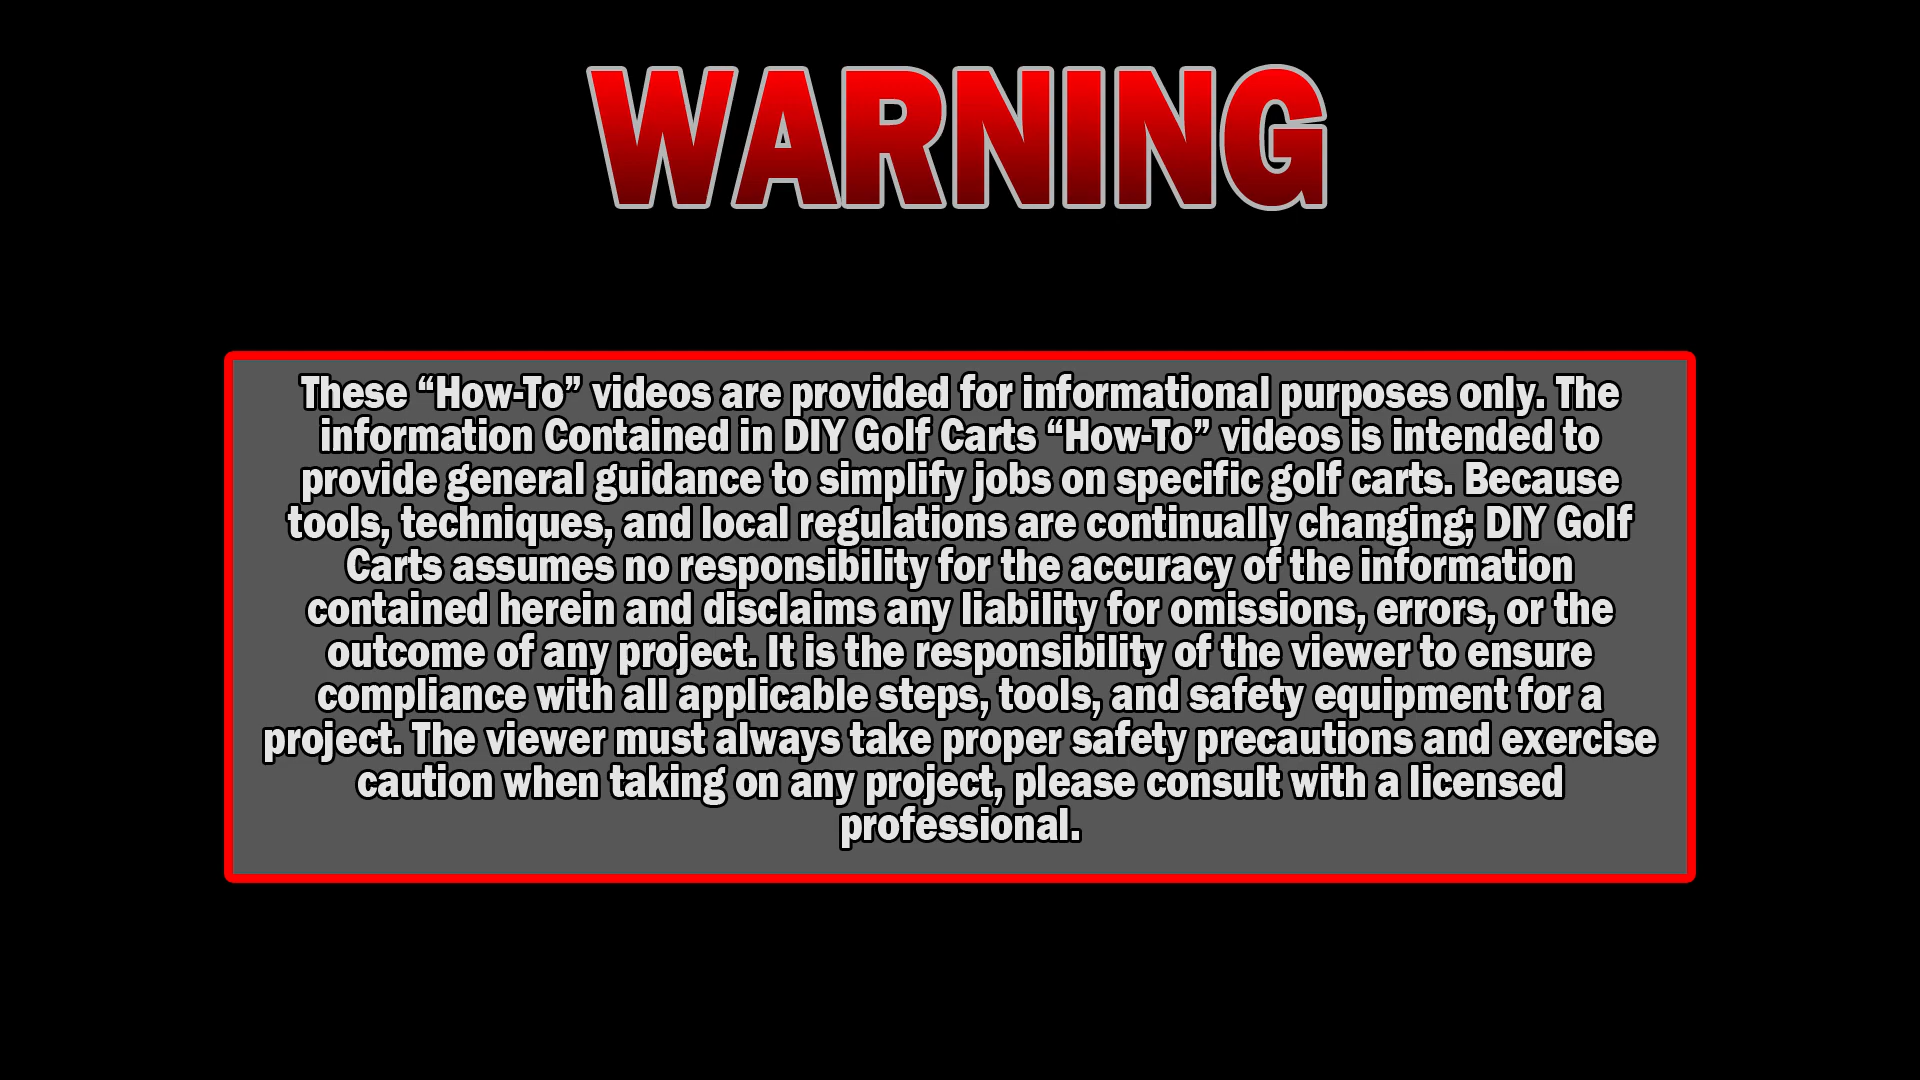 WARNING
These “How-To” videos are provided for informational purposes only. The
information Contained in DIY Golf Carts “How-To” videos is intended to
provide general guidance to simplify jobs on specific golf carts. Because
tools, techniques, and local regulations are continually changing; DIY Golf
Carts assumes no responsibility for the accuracy of the information
contained herein and disclaims any liability for omissions, errors, or the
outcome of any project. It is the responsibility of the viewer to ensure
compliance with all applicable steps, tools, and safety equipment for a
project. The viewer must always take proper safety precautions and exercise
caution when taking on any project, please consult with a licensed
professional.